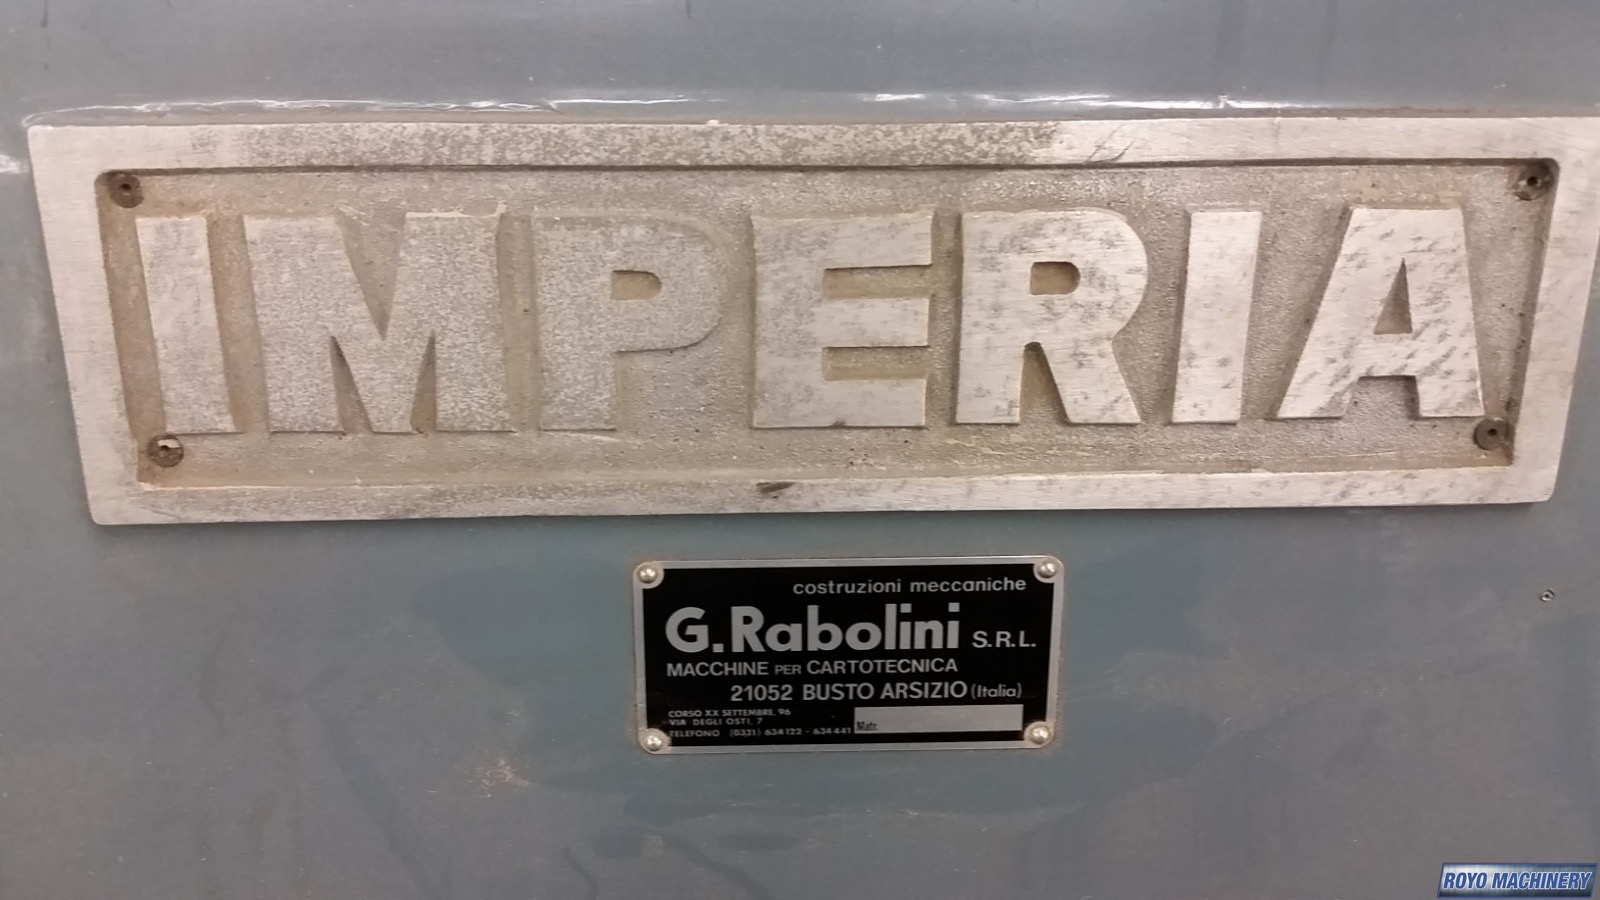 IMPERIA
costruzioni meccaniche
G.Rabolini S.R.L.
MACCHINE PER CARTOTECNICA
21052 BUSTO ARSIZIO (Italia)
CORSO XX SETTEMBRE, 96
VIA DEGLI OSTI, 7
TELEFONO (0331) 634122 - 634441
Matr.
ROYO MACHINERY